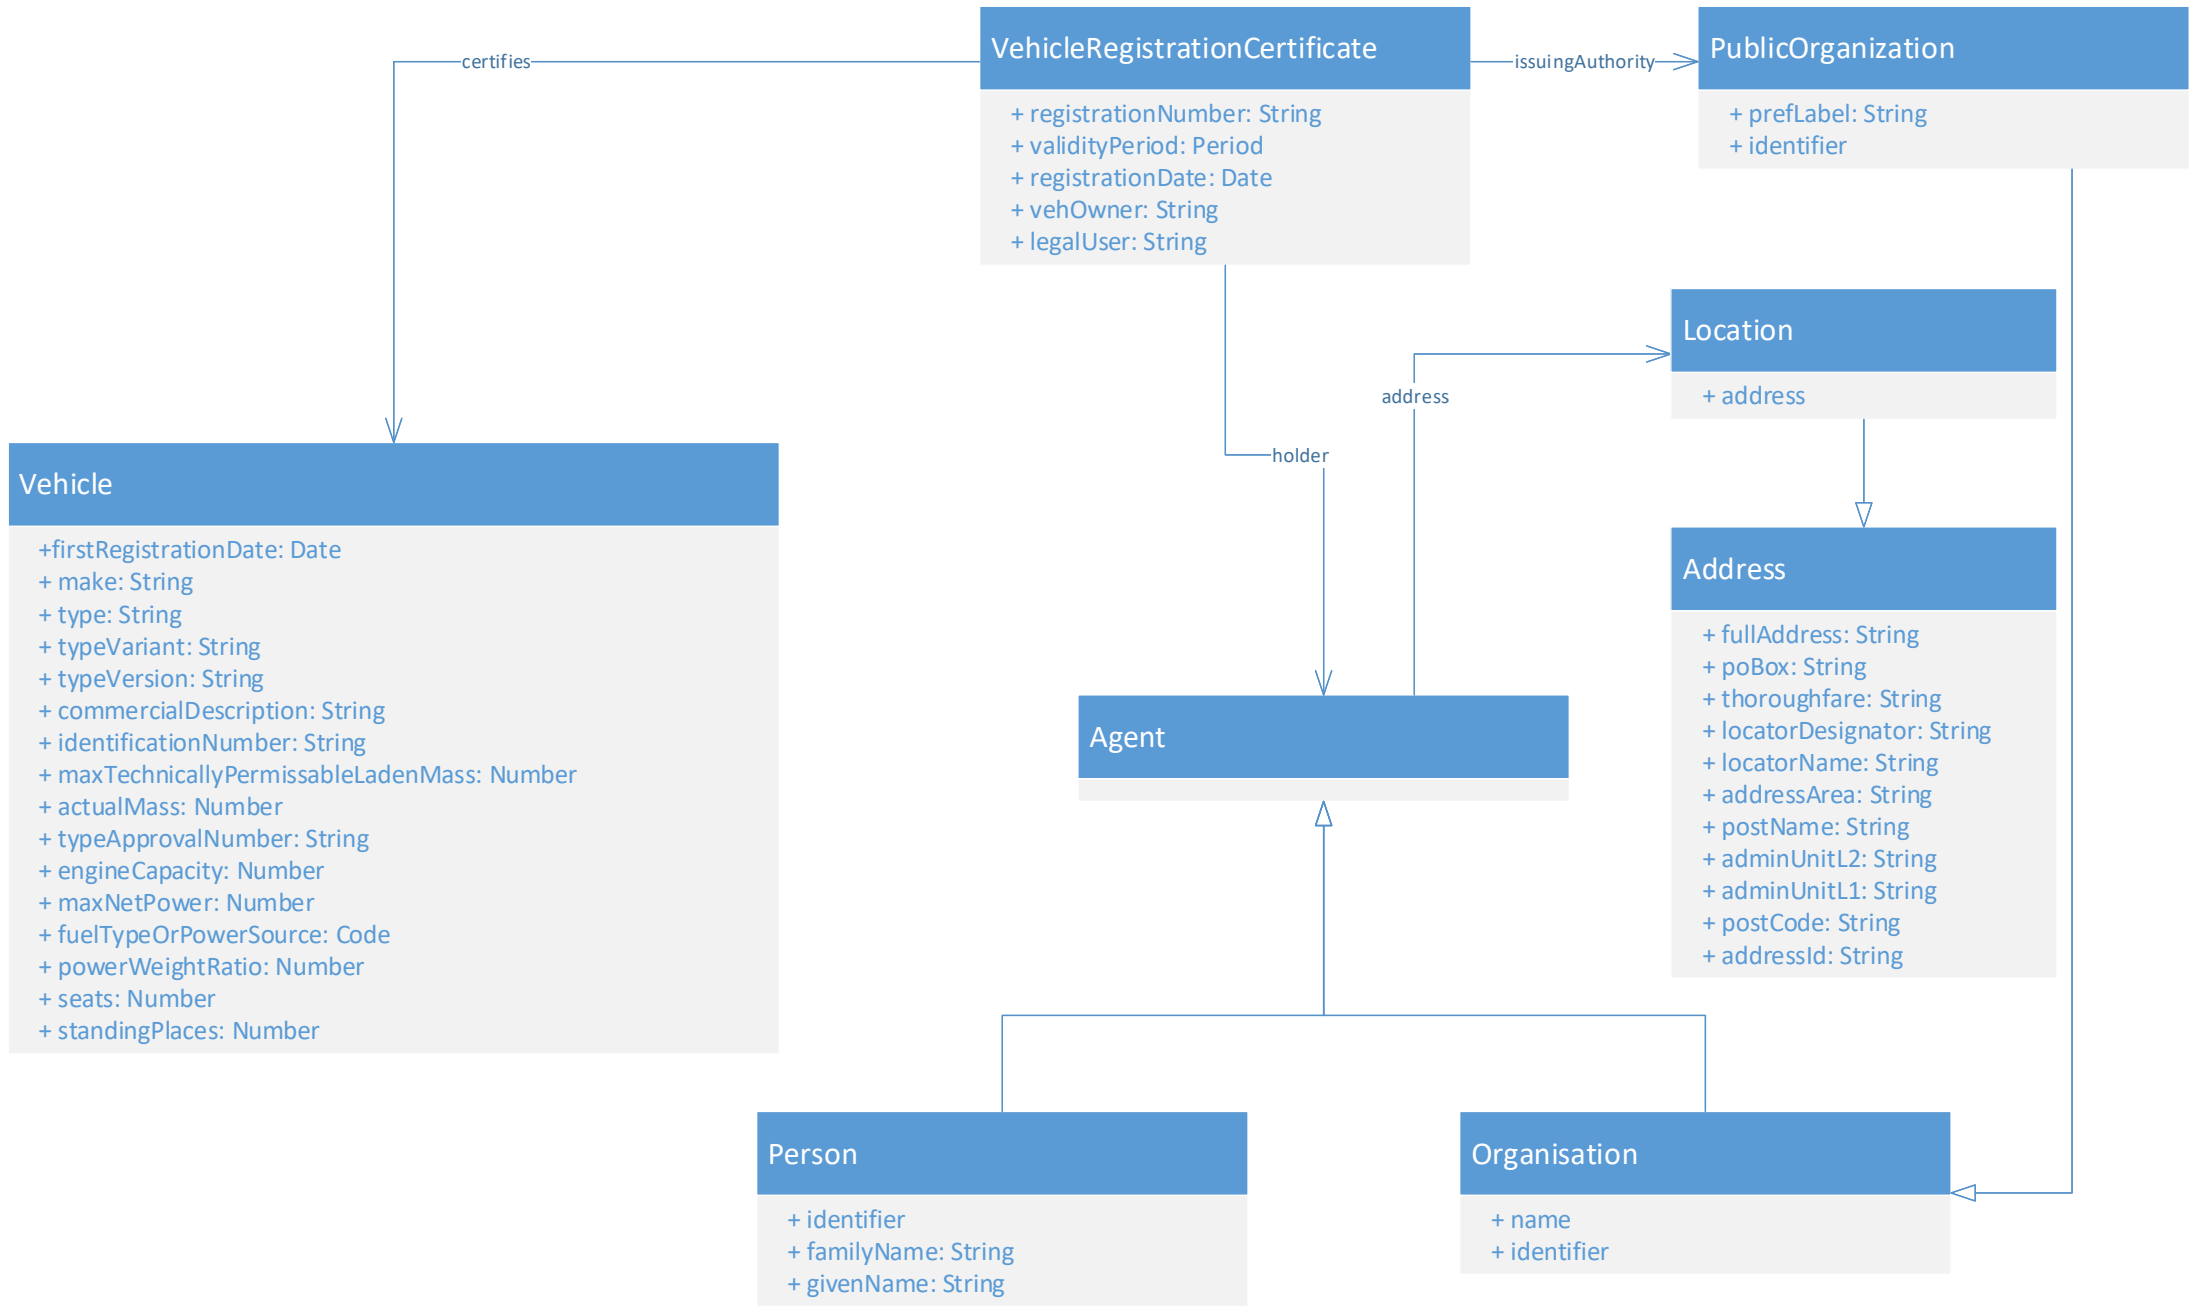 certifies
VehicleRegistrationCertificate
+ registrationNumber: String
+ validityPeriod: Period
+ registrationDate: Date
+ vehOwner: String
+ legalUser: String
issuingAuthority
PublicOrganization
+ prefLabel: String
+ identifier
Location
+ address
address
holder
Vehicle
+firstRegistrationDate: Date
+ make: String
+ type: String
+ typeVariant: String
+ typeVersion: String
+ commercialDescription: String
+ identificationNumber: String
+ maxTechnicallyPermissableLadenMass: Number
+ actualMass: Number
+ typeApprovalNumber: String
+ engineCapacity: Number
+ maxNetPower: Number
+ fuelTypeOrPowerSource: Code
+ powerWeightRatio: Number
+ seats: Number
+ standingPlaces: Number
Address
+ fullAddress: String
+ poBox: String
+ thoroughfare: String
+ locatorDesignator: String
+ locatorName: String
+ addressArea: String
+ postName: String
+ adminUnitL2: String
+ adminUnitL1: String
+ postCode: String
+ addressId: String
Agent
Person
+ identifier
+ familyName: String
+ givenName: String
Organisation
+ name
+ identifier